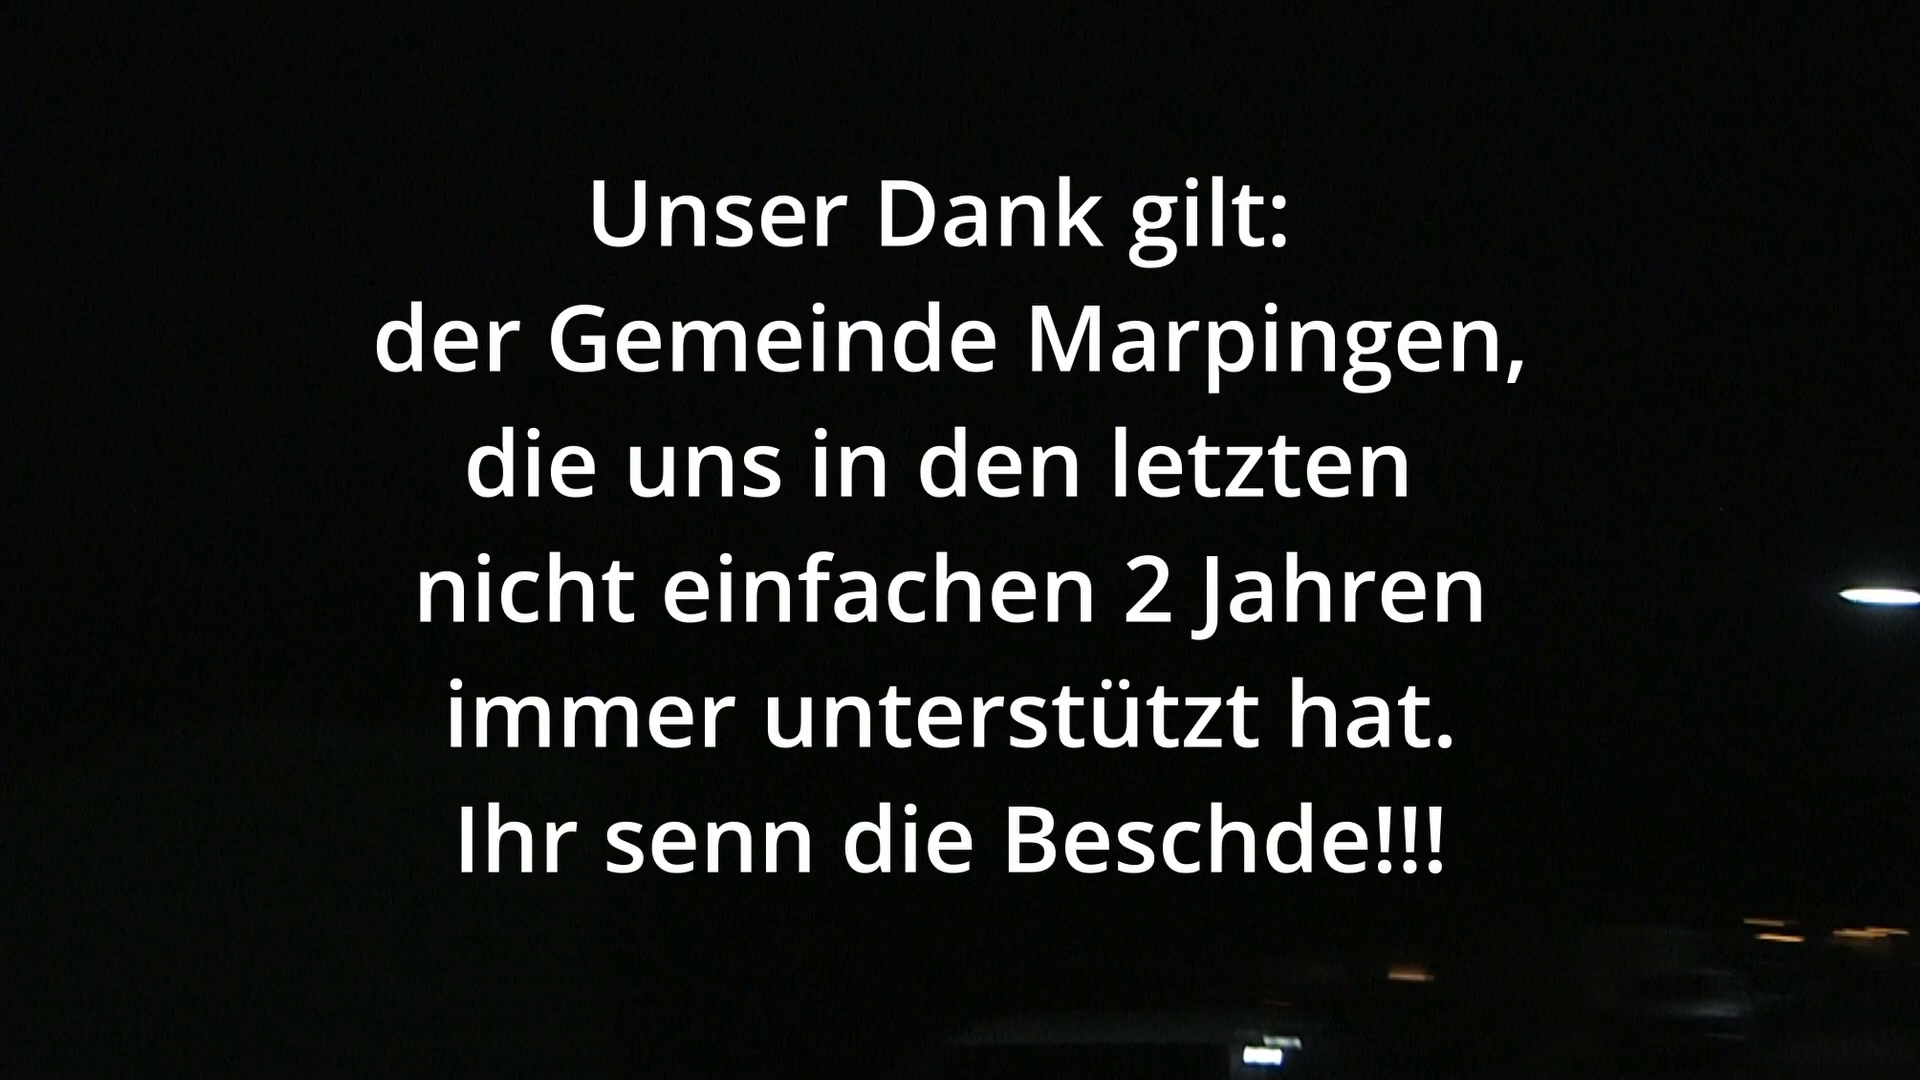 Unser Dank gilt:
der Gemeinde Marpingen,
die uns in den letzten
nicht einfachen 2 Jahren
immer unterstützt hat.
Ihr senn die Beschde!!!